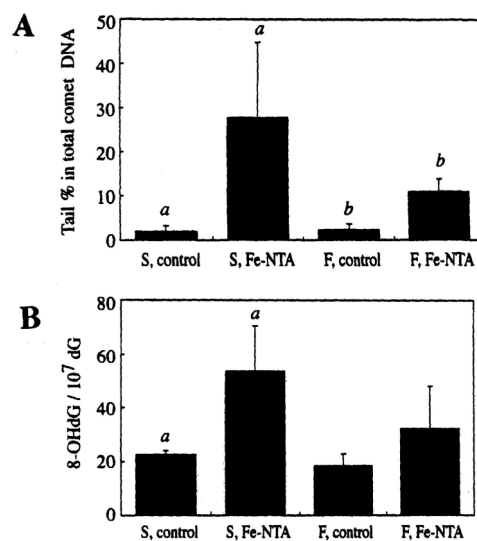 A
Tail % in total comet DNA
50
40
30
20
10
0
a
a
b
b
S, control
S, Fe-NTA
F, control
F, Fe-NTA
B
8-OHdG / 10⁷ dG
80
60
40
20
0
a
a
S, control
S, Fe-NTA
F, control
F, Fe-NTA